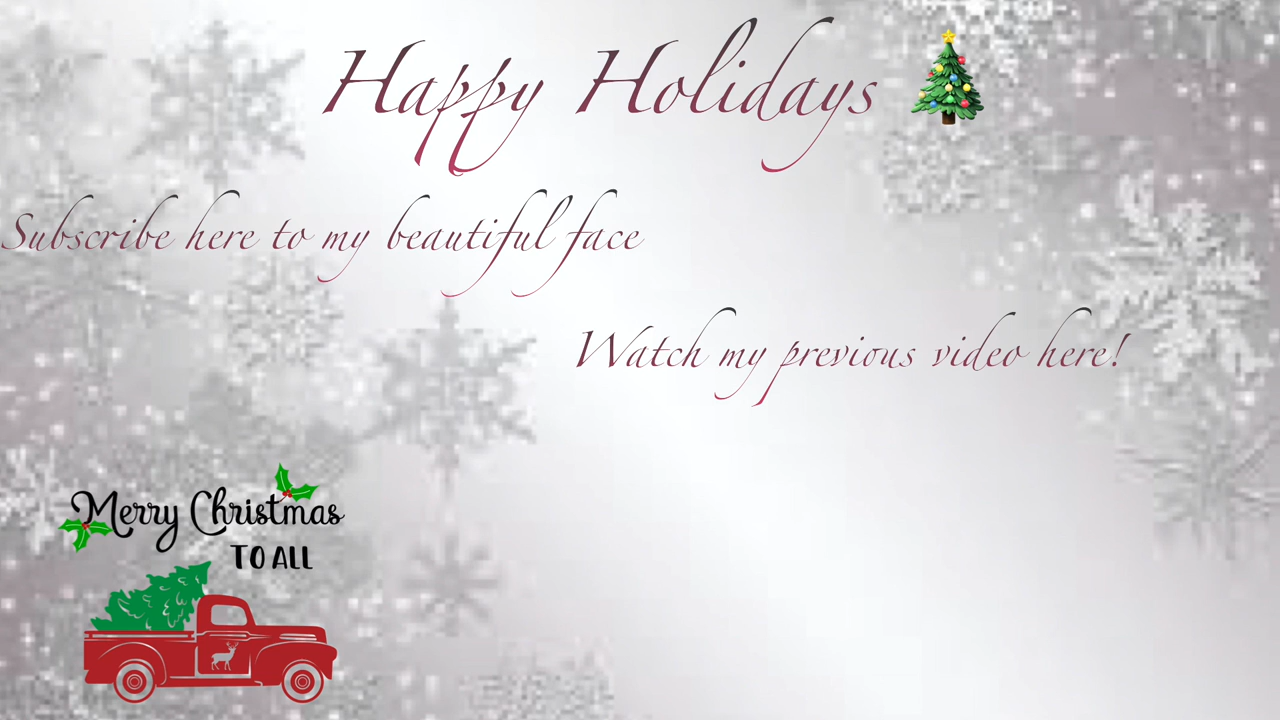 Happy Holidays 🎄
Subscribe here to my beautiful face
Watch my previous video here!
Merry Christmas
TO ALL